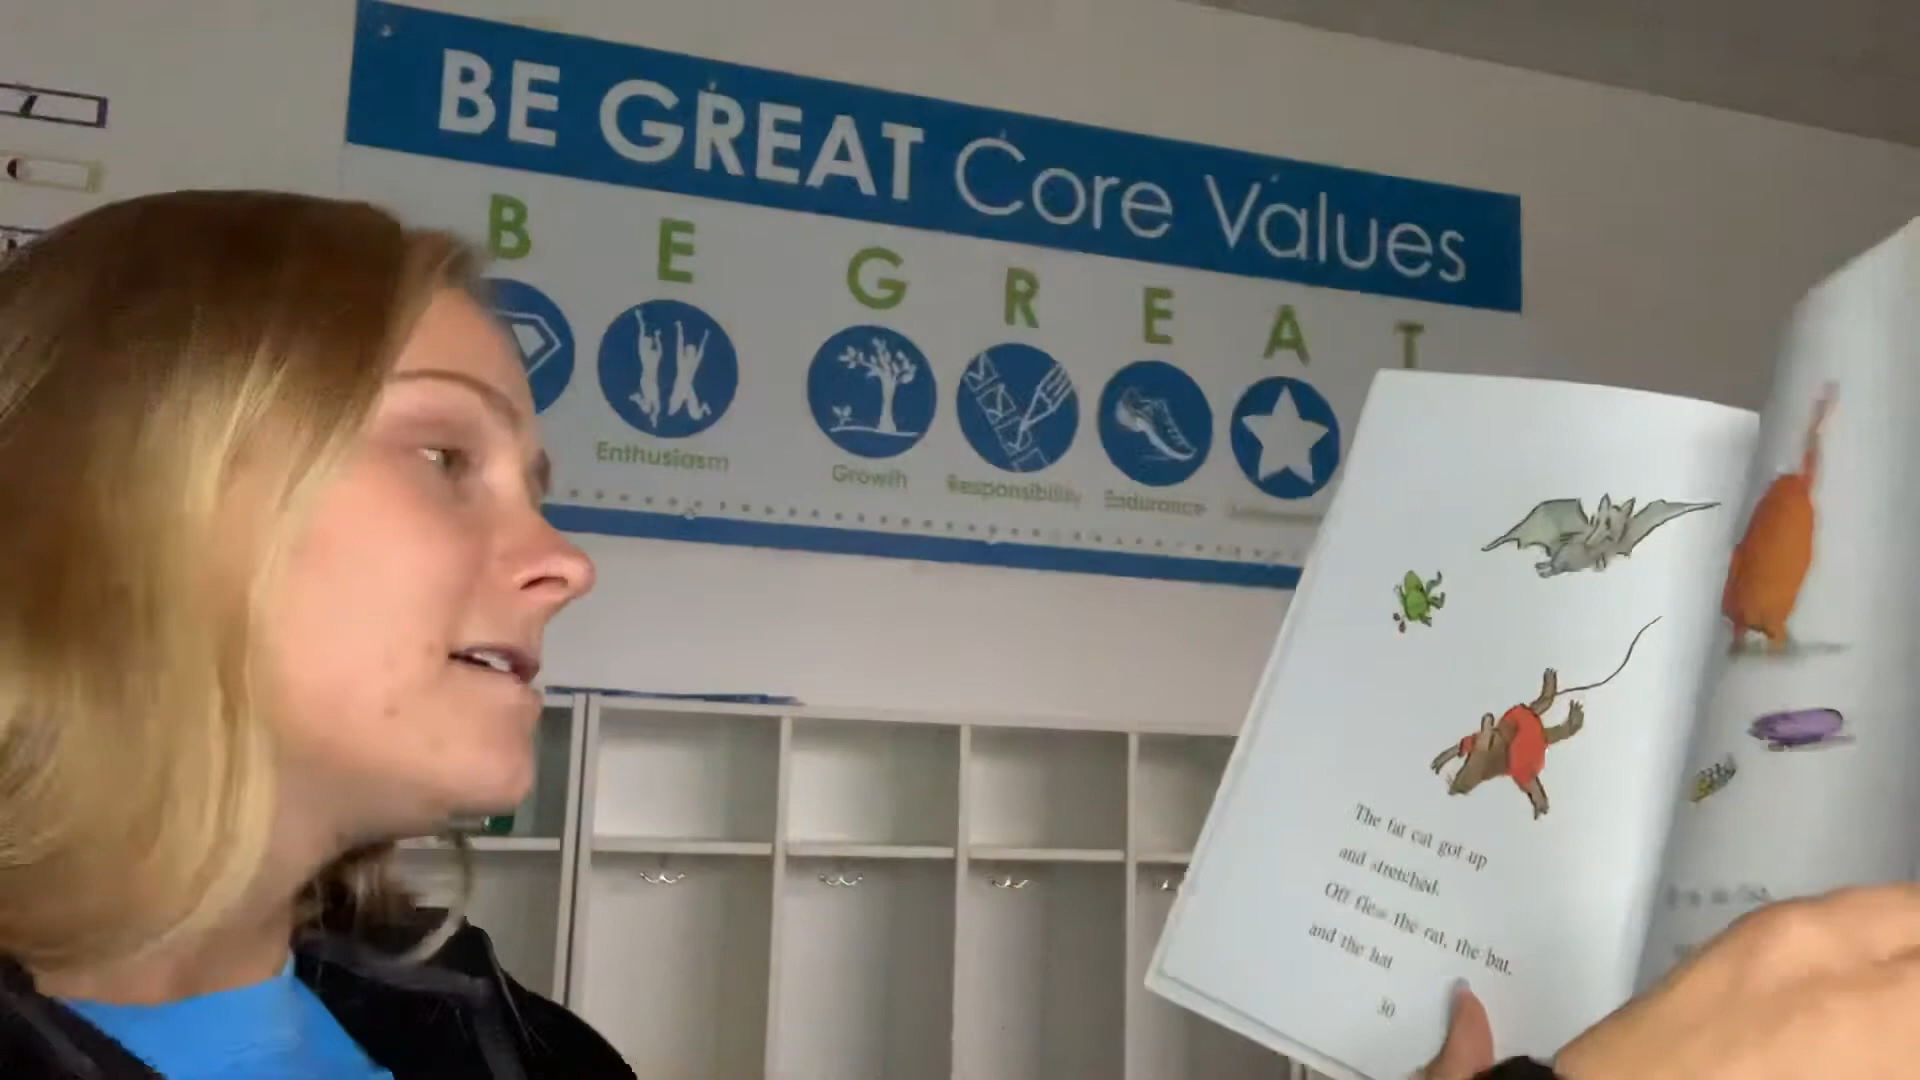 BE GREAT Core Values
B E G R E A T
Enthusiasm
Growth
Responsibility
Endurance
The fat cat got up
and stretched.
Off flew the rat, the bat,
and the hat
30